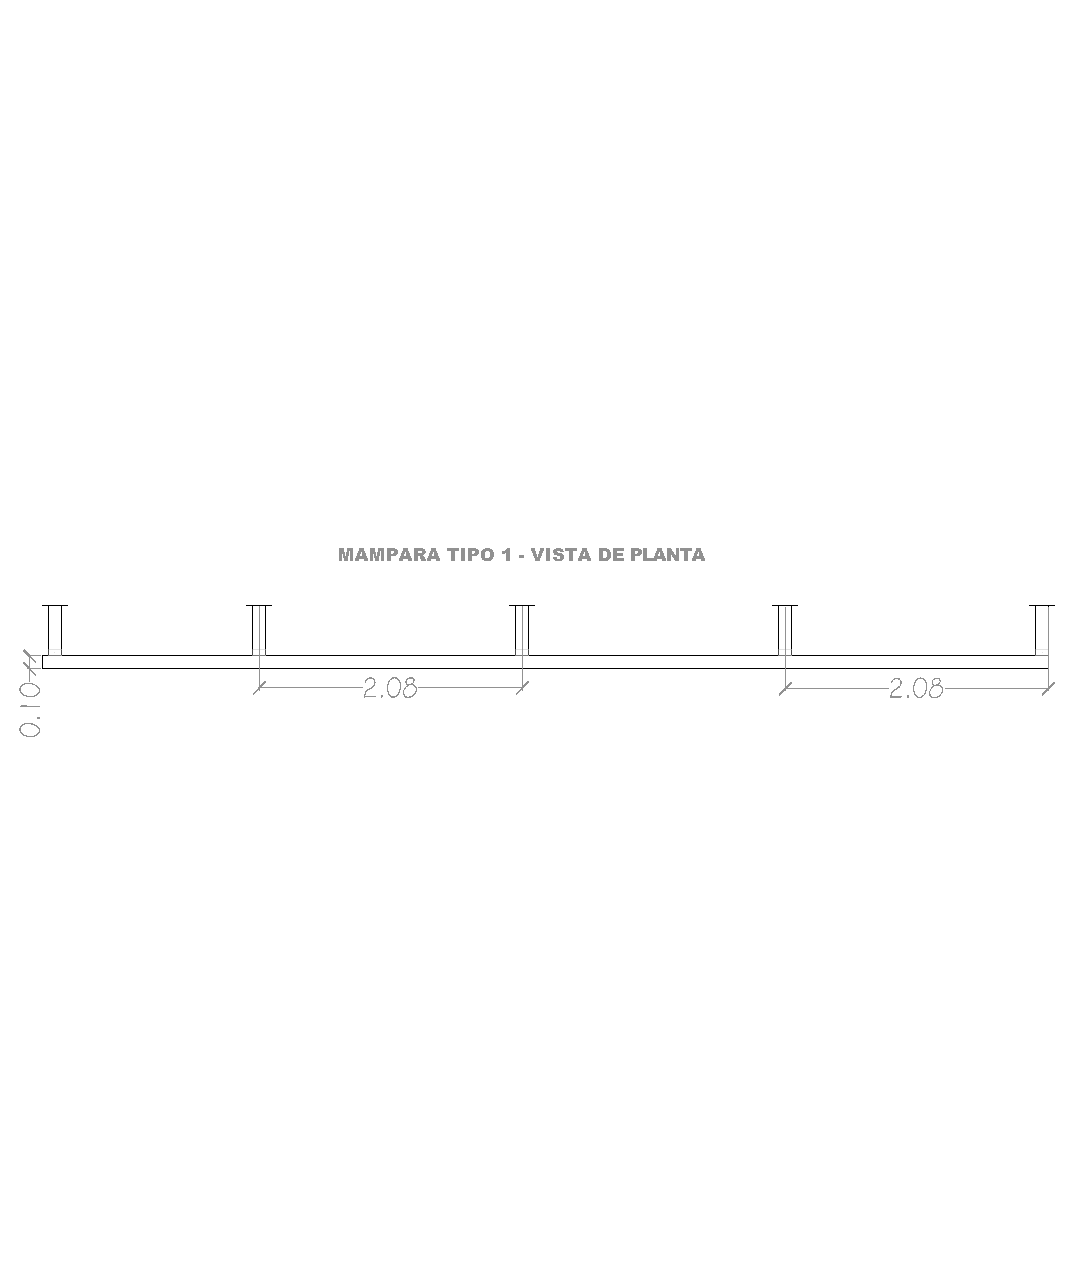 MAMPARA TIPO 1 - VISTA DE PLANTA
2.08
2.08
0.10